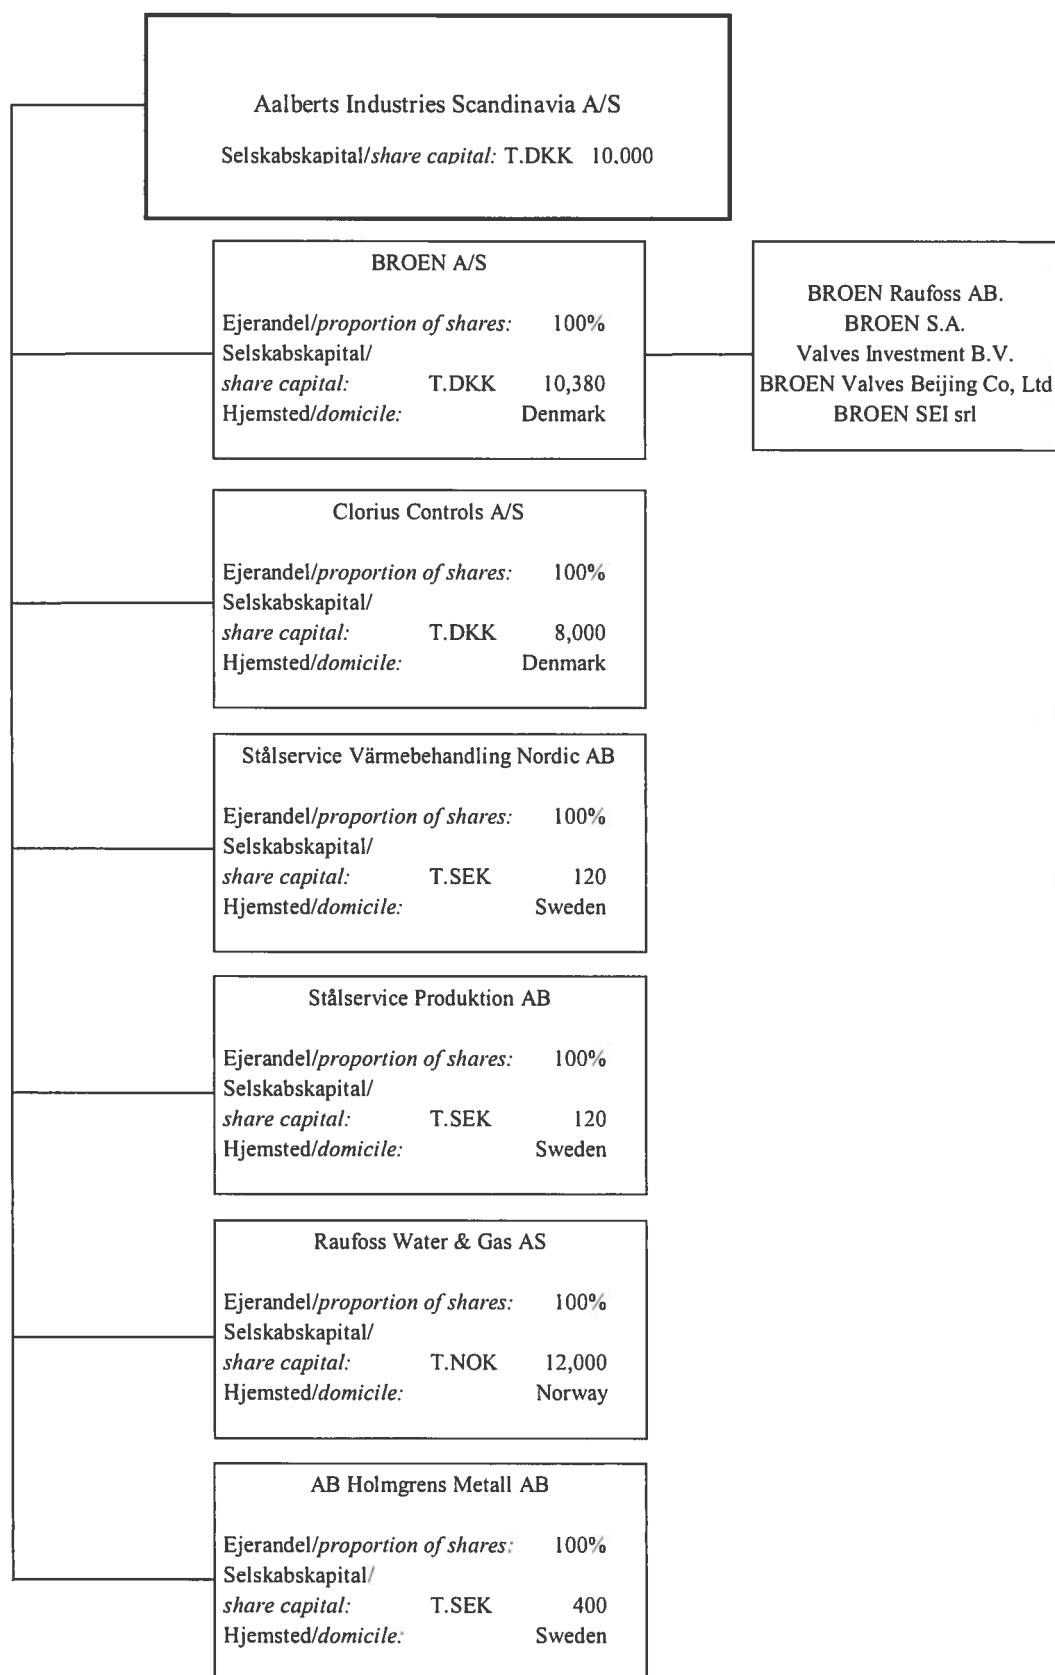 Aalberts Industries Scandinavia A/S
Selskabskapital/share capital: T.DKK 10,000
BROEN A/S
Ejerandel/proportion of shares: 100%
Selskabskapital/
share capital: T.DKK 10,380
Hjemsted/domicile: Denmark
BROEN Raufoss AB.
BROEN S.A.
Valves Investment B.V.
BROEN Valves Beijing Co, Ltd
BROEN SEI srl
Clorius Controls A/S
Ejerandel/proportion of shares: 100%
Selskabskapital/
share capital: T.DKK 8,000
Hjemsted/domicile: Denmark
Stålservice Värmebehandling Nordic AB
Ejerandel/proportion of shares: 100%
Selskabskapital/
share capital: T.SEK 120
Hjemsted/domicile: Sweden
Stålservice Produktion AB
Ejerandel/proportion of shares: 100%
Selskabskapital/
share capital: T.SEK 120
Hjemsted/domicile: Sweden
Raufoss Water & Gas AS
Ejerandel/proportion of shares: 100%
Selskabskapital/
share capital: T.NOK 12,000
Hjemsted/domicile: Norway
AB Holmgrens Metall AB
Ejerandel/proportion of shares: 100%
Selskabskapital/
share capital: T.SEK 400
Hjemsted/domicile: Sweden